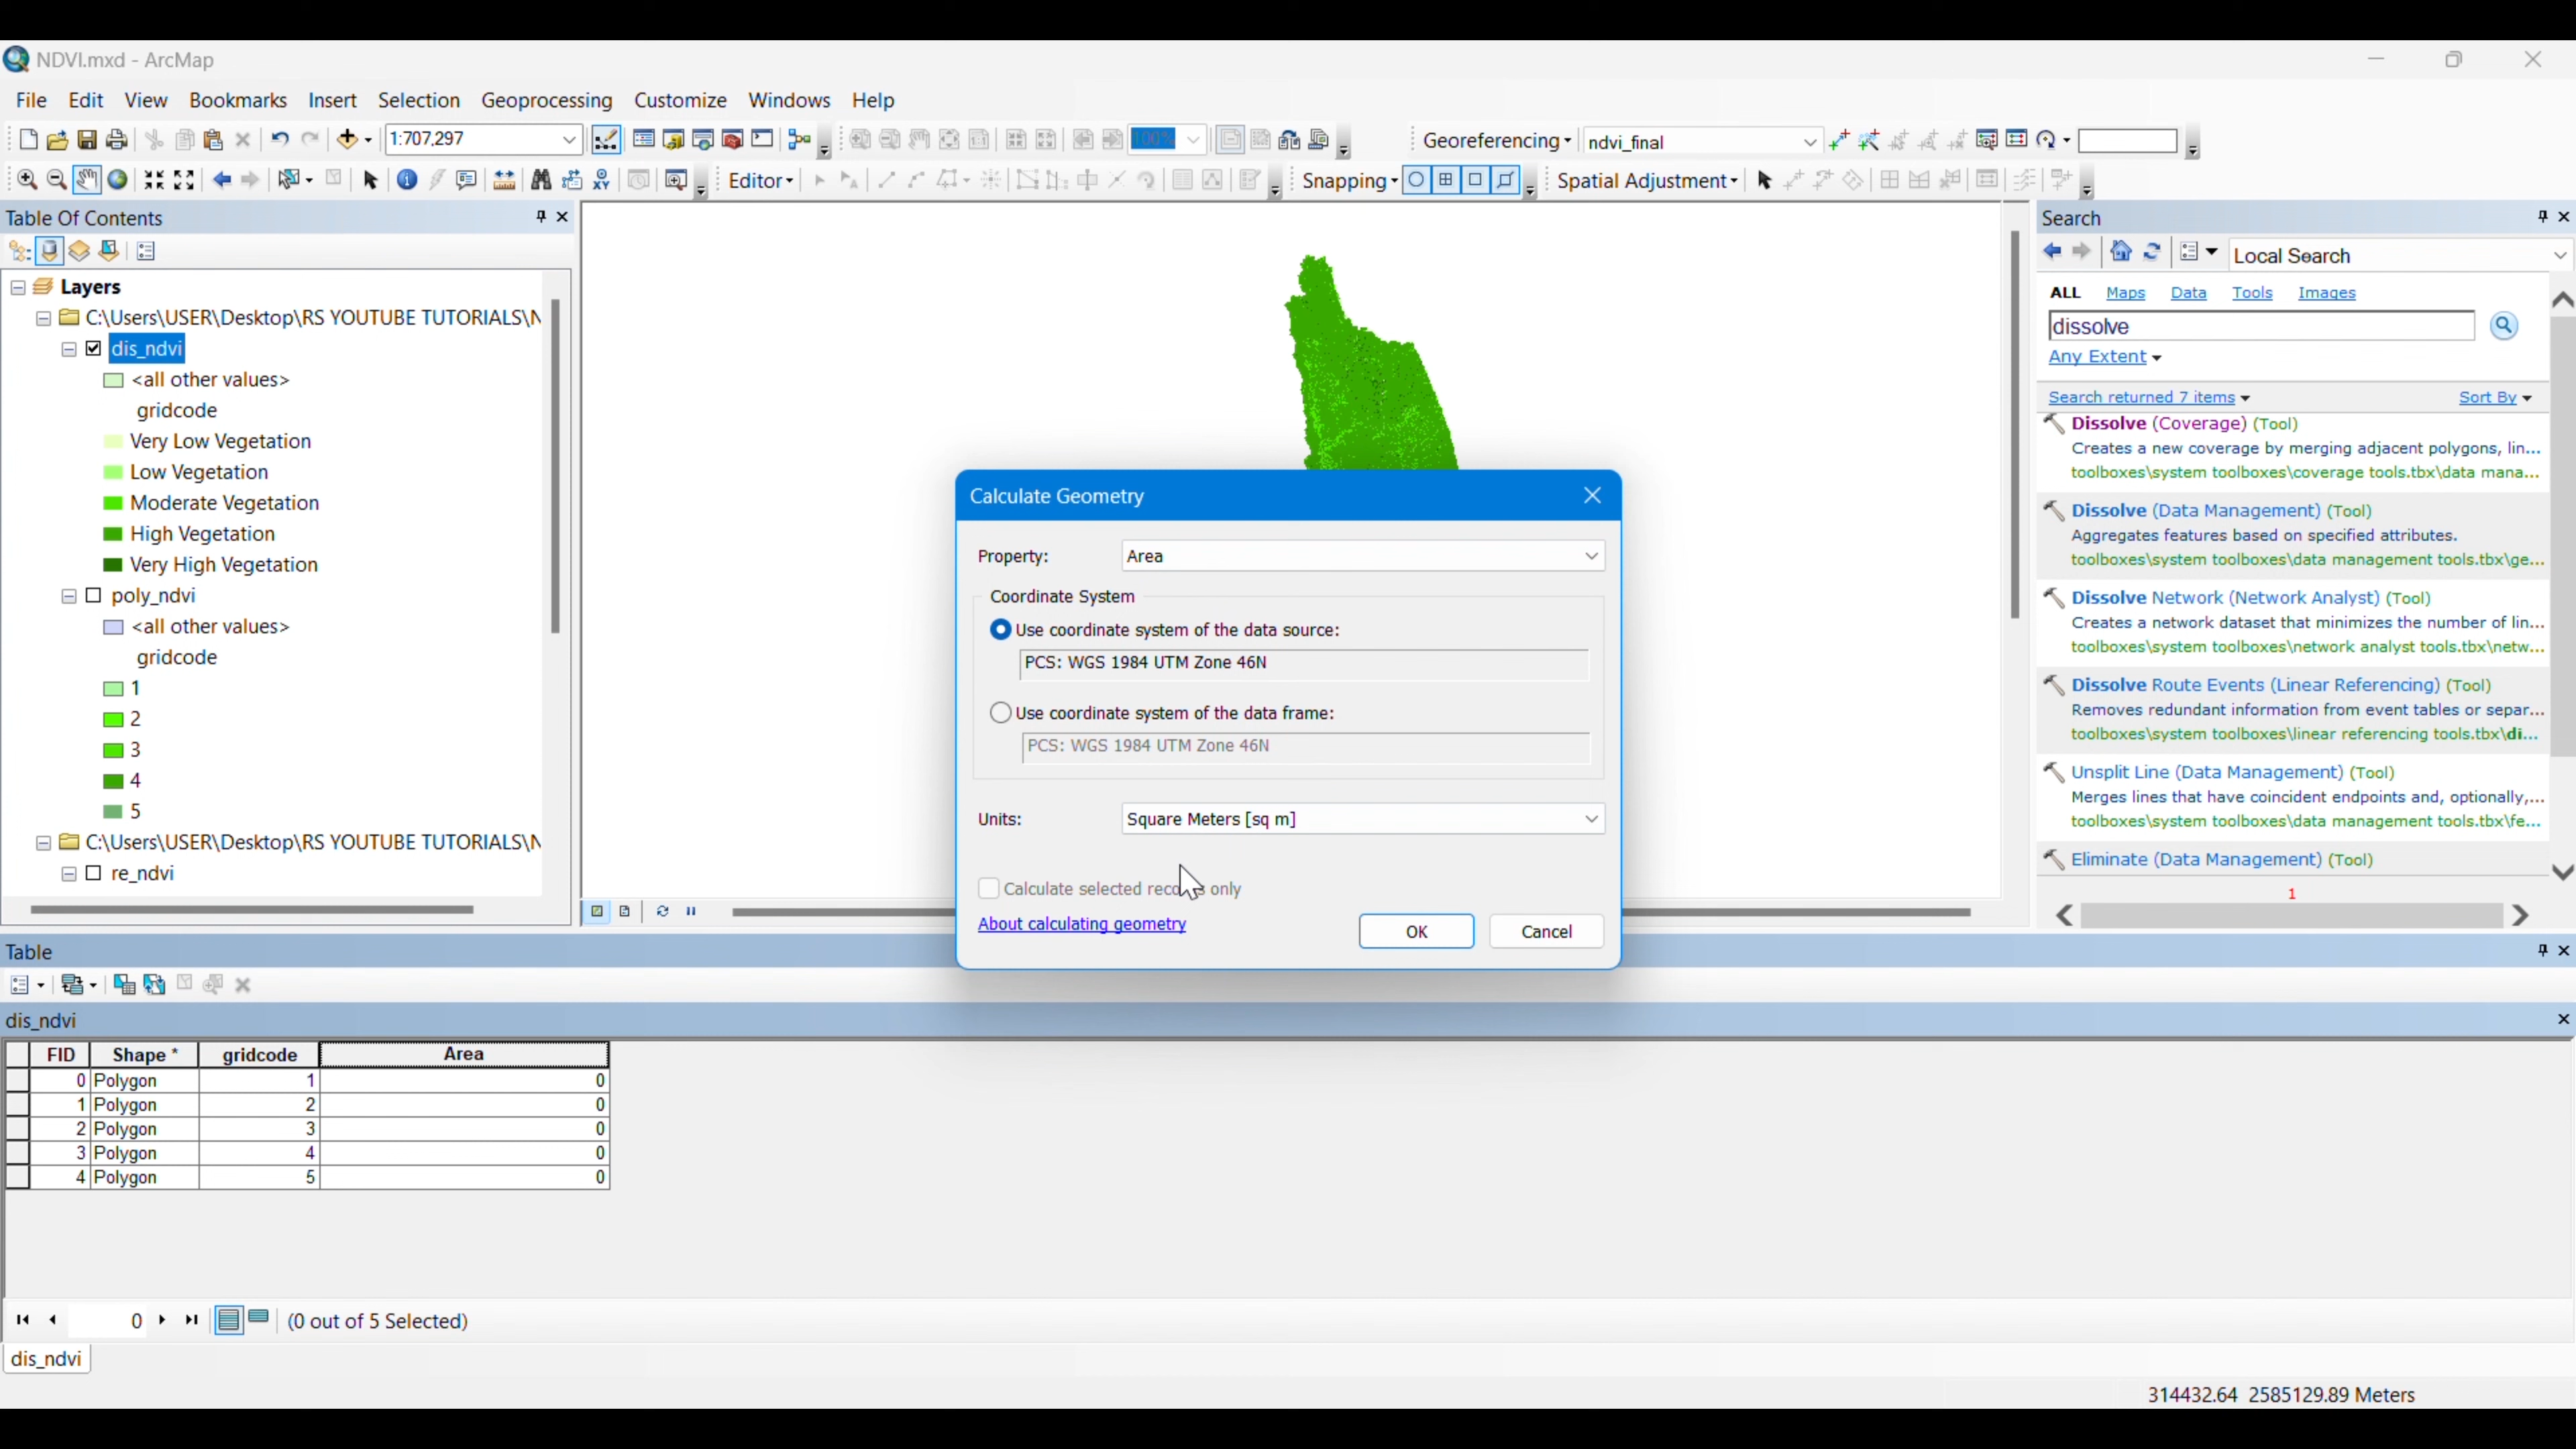 NDVI.mxd - ArcMap
File Edit View Bookmarks Insert Selection Geoprocessing Customize Windows Help
1:707,297 100% Georeferencing ndvi_final
Editor Snapping Spatial Adjustment
Table Of Contents
Layers
C:\Users\USER\Desktop\RS YOUTUBE TUTORIALS\N
dis_ndvi
<all other values>
gridcode
Very Low Vegetation
Low Vegetation
Moderate Vegetation
High Vegetation
Very High Vegetation
poly_ndvi
<all other values>
gridcode
1
2
3
4
5
C:\Users\USER\Desktop\RS YOUTUBE TUTORIALS\N
re_ndvi
Calculate Geometry
Property: Area
Coordinate System
Use coordinate system of the data source:
PCS: WGS 1984 UTM Zone 46N
Use coordinate system of the data frame:
PCS: WGS 1984 UTM Zone 46N
Units: Square Meters [sq m]
Calculate selected only
About calculating geometry
OK Cancel
Search
Local Search
ALL Maps Data Tools Images
dissolve
Any Extent
Search returned 7 items Sort By
Dissolve (Coverage) (Tool)
Creates a new coverage by merging adjacent polygons, lin...
toolboxes\system toolboxes\coverage tools.tbx\data mana...
Dissolve (Data Management) (Tool)
Aggregates features based on specified attributes.
toolboxes\system toolboxes\data management tools.tbx\ge...
Dissolve Network (Network Analyst) (Tool)
Creates a network dataset that minimizes the number of lin...
toolboxes\system toolboxes\network analyst tools.tbx\netw...
Dissolve Route Events (Linear Referencing) (Tool)
Removes redundant information from event tables or separ...
toolboxes\system toolboxes\linear referencing tools.tbx\di...
Unsplit Line (Data Management) (Tool)
Merges lines that have coincident endpoints and, optionally,...
toolboxes\system toolboxes\data management tools.tbx\fe...
Eliminate (Data Management) (Tool)
1
Table
dis_ndvi
FID Shape * gridcode Area
0 Polygon 1 0
1 Polygon 2 0
2 Polygon 3 0
3 Polygon 4 0
4 Polygon 5 0
0 (0 out of 5 Selected)
dis_ndvi
314432.64 2585129.89 Meters